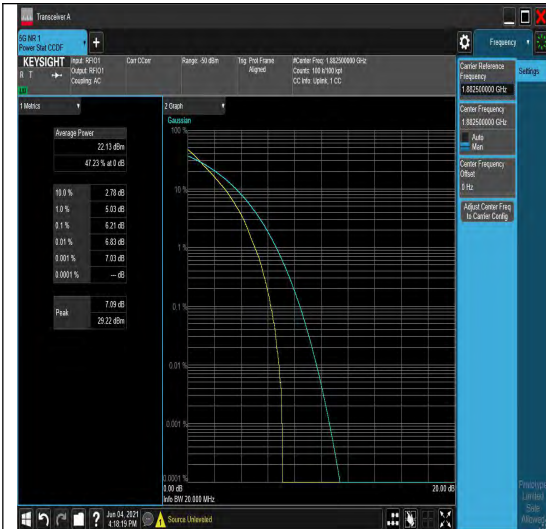 Transceiver A
5G NR 1
Power Stat CCDF
Frequency
KEYSIGHT
R T
LXI
Input: RFIO1
Output: RFIO1
Coupling: AC
Corr CCorr
Range: -50 dBm
Trig: Prot Frame
Aligned
#Center Freq: 1.882500000 GHz
Counts: 100 k/100 kpt
CC Info: Uplink, 1 CC
Carrier Reference
Frequency
1.882500000 GHz
Settings
Center Frequency
1.882500000 GHz
Auto
Man
Center Frequency
Offset
0 Hz
Adjust Center Freq
to Carrier Config
1 Metrics
Average Power
22.13 dBm
47.23 % at 0 dB
10.0 % 2.78 dB
1.0 % 5.03 dB
0.1 % 6.21 dB
0.01 % 6.83 dB
0.001 % 7.03 dB
0.0001 % --- dB
Peak
7.09 dB
29.22 dBm
2 Graph
Gaussian
100 %
10 %
1 %
0.1 %
0.01 %
0.001 %
0.0001 %
0.00 dB
20.00 dB
Info BW 20.000 MHz
Jun 04, 2021
4:18:19 PM
Source Unleveled
Limited
Allowed